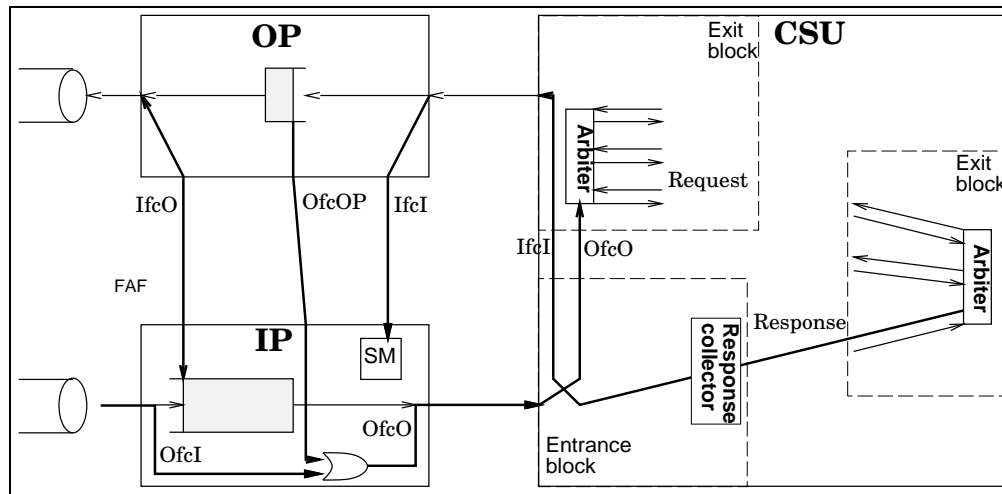 OP
CSU
Exit
block
Arbiter
Request
Exit
block
Arbiter
IfcO
OfcOP
IfcI
IfcI
OfcO
FAF
IP
SM
Response
collector
Response
OfcO
OfcI
Entrance
block